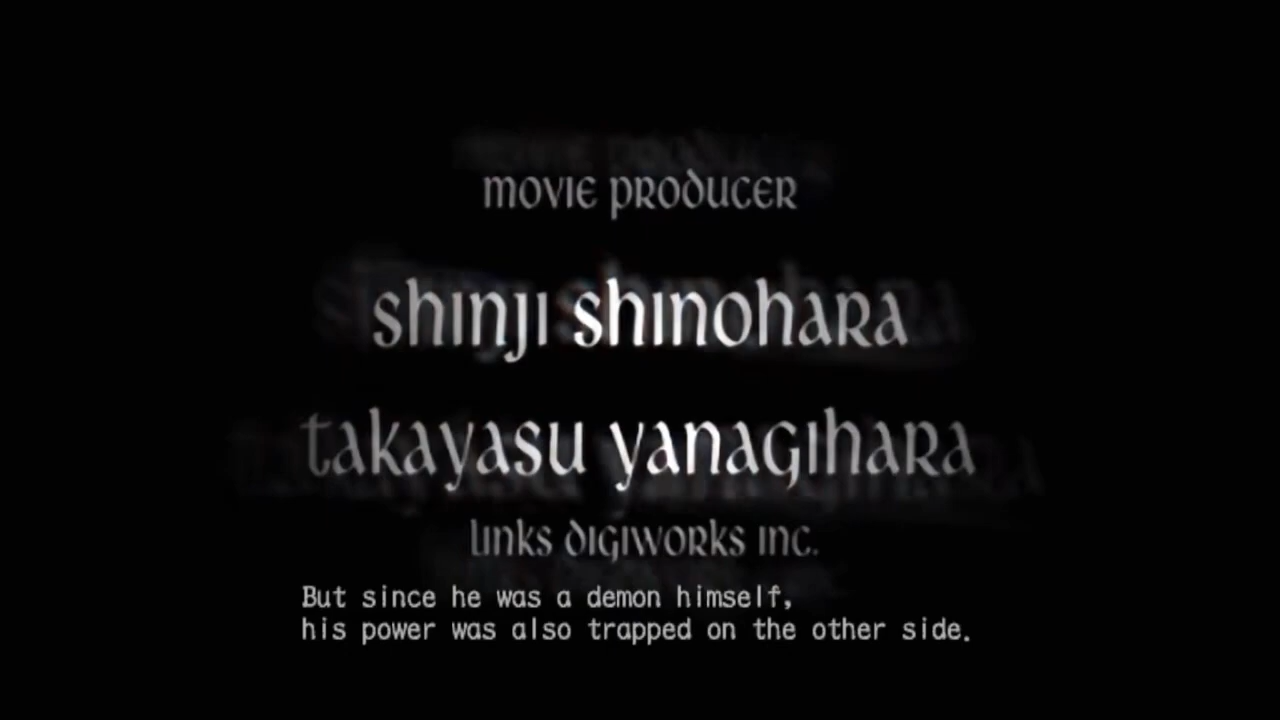 movie producer
shinji shinohara
takayasu yanagihara
links digiworks inc.
But since he was a demon himself,
his power was also trapped on the other side.